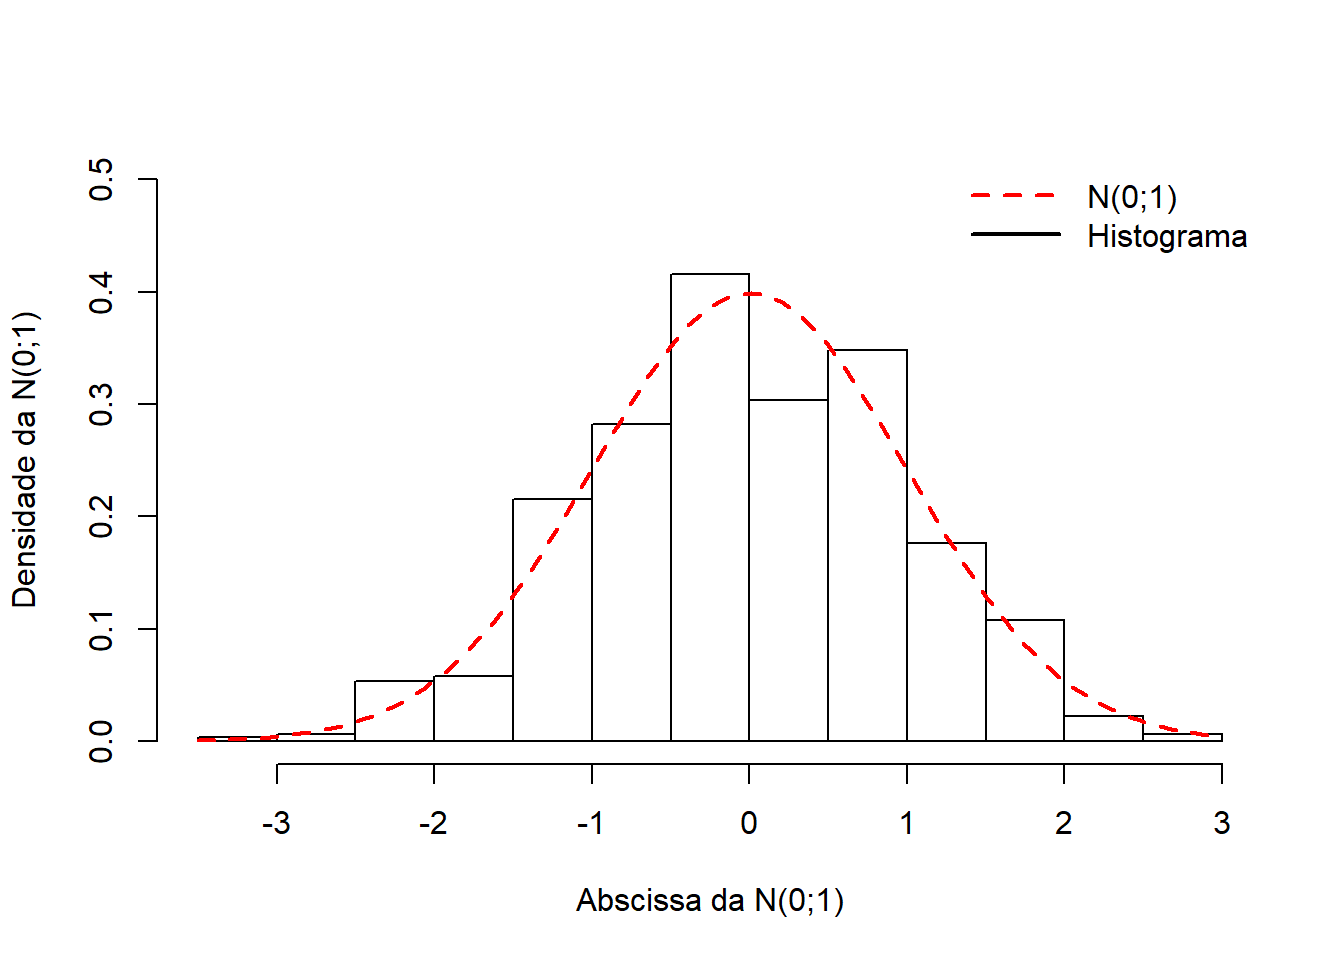 N(0;1)
Histograma
Densidade da N(0;1)
0.5
0.4
0.3
0.2
0.1
0.0
-3 -2 -1 0 1 2 3
Abscissa da N(0;1)